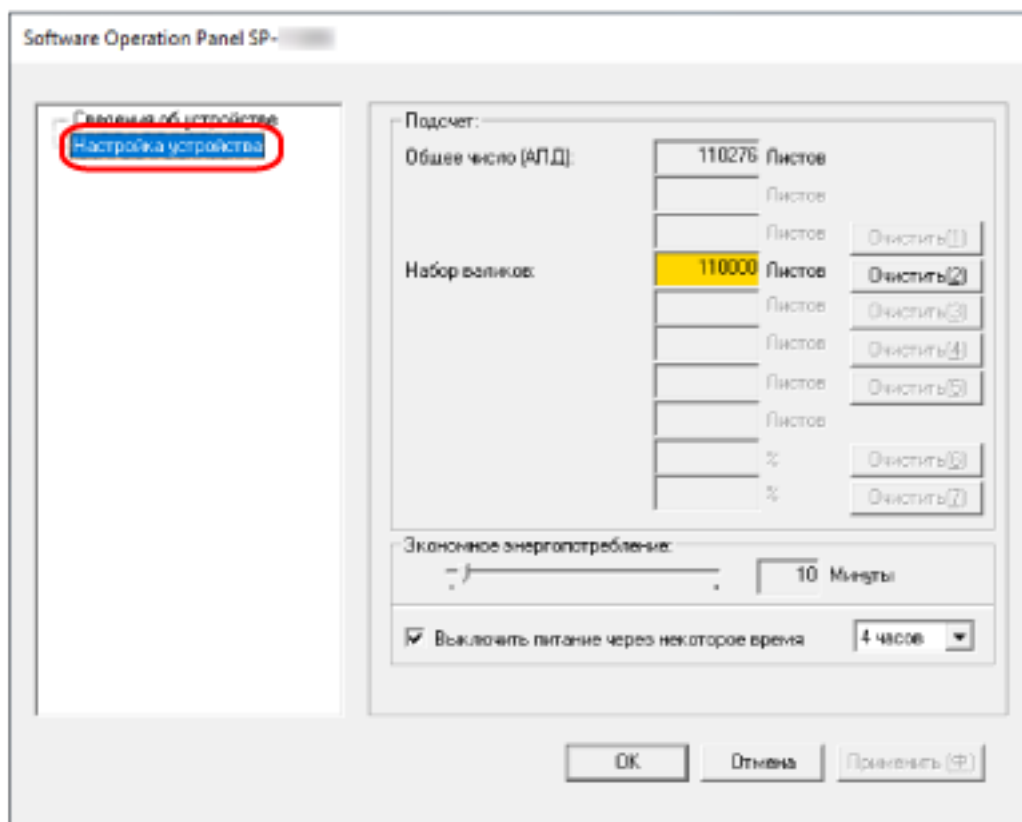 Software Operation Panel SP-
Сведения об устройстве
Настройка устройства
Подсчет:
Общее число (АПД): 110276 Листов
Листов
Листов Очистить(1)
Набор валиков: 110000 Листов Очистить(2)
Листов Очистить(3)
Листов Очистить(4)
Листов Очистить(5)
Листов
% Очистить(6)
% Очистить(7)
Экономное энергопотребление:
10 Минуты
Выключить питание через некоторое время 4 часов
OK Отмена Применить (Ф)